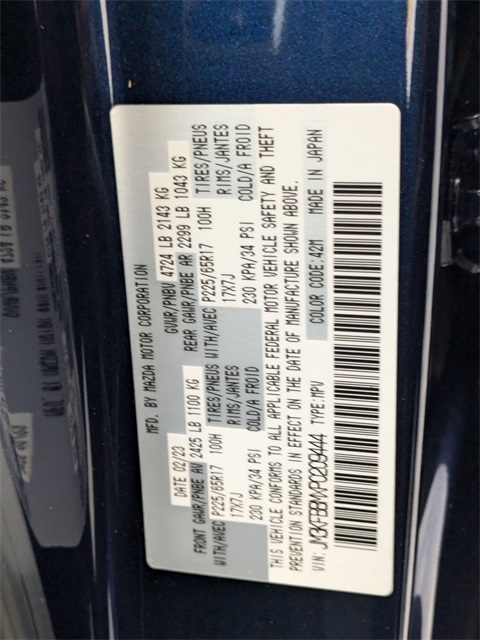 MFD. BY MAZDA MOTOR CORPORATION
DATE 02/23 GVWR/PNBV 4724 LB 2143 KG
FRONT GAWR/PNBE AV 2425 LB 1100 KG REAR GAWR/PNBE AR 2299 LB 1043 KG
WITH/AVEC P225/65R17 100H TIRES/PNEUS WITH/AVEC P225/65R17 100H TIRES/PNEUS
17X7J RIMS/JANTES 17X7J RIMS/JANTES
230 KPA/34 PSI COLD/A FROID 230 KPA/34 PSI COLD/A FROID
THIS VEHICLE CONFORMS TO ALL APPLICABLE FEDERAL MOTOR VEHICLE SAFETY AND THEFT
PREVENTION STANDARDS IN EFFECT ON THE DATE OF MANUFACTURE SHOWN ABOVE.
VIN: JM3KFBBMXP0209444 TYPE:MPV COLOR CODE: 42M MADE IN JAPAN